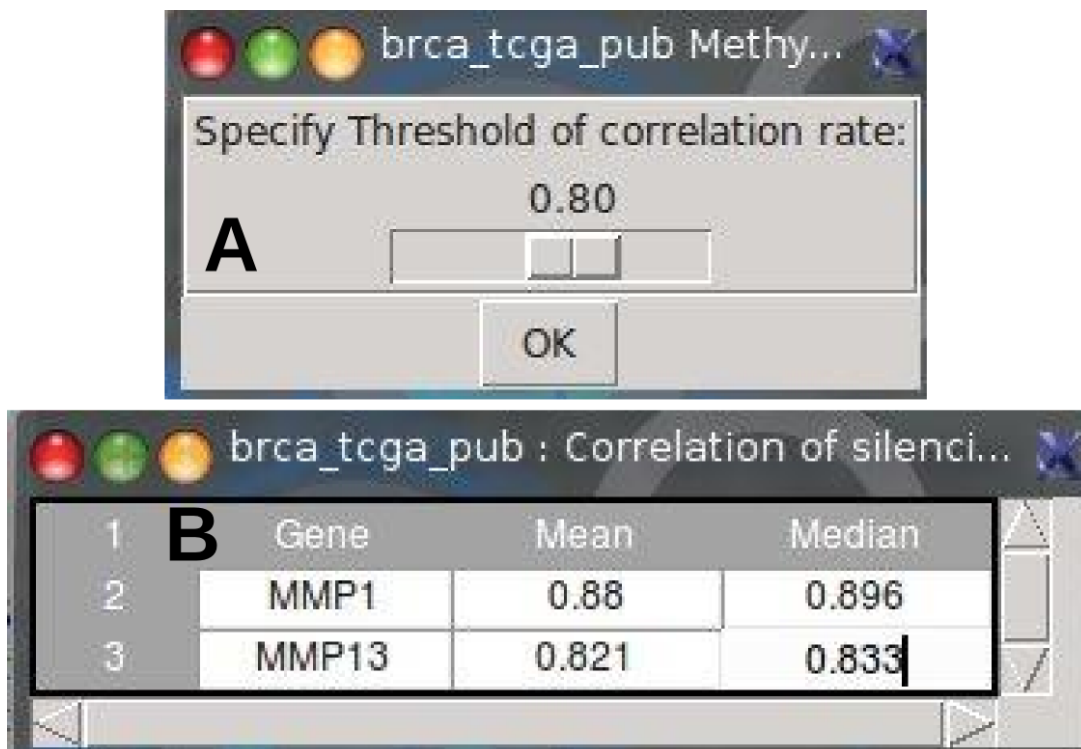 brca_tcga_pub Methy...
Specify Threshold of correlation rate:
0.80
A
OK
brca_tcga_pub : Correlation of silenci...
1 B Gene Mean Median
2 MMP1 0.88 0.896
3 MMP13 0.821 0.833